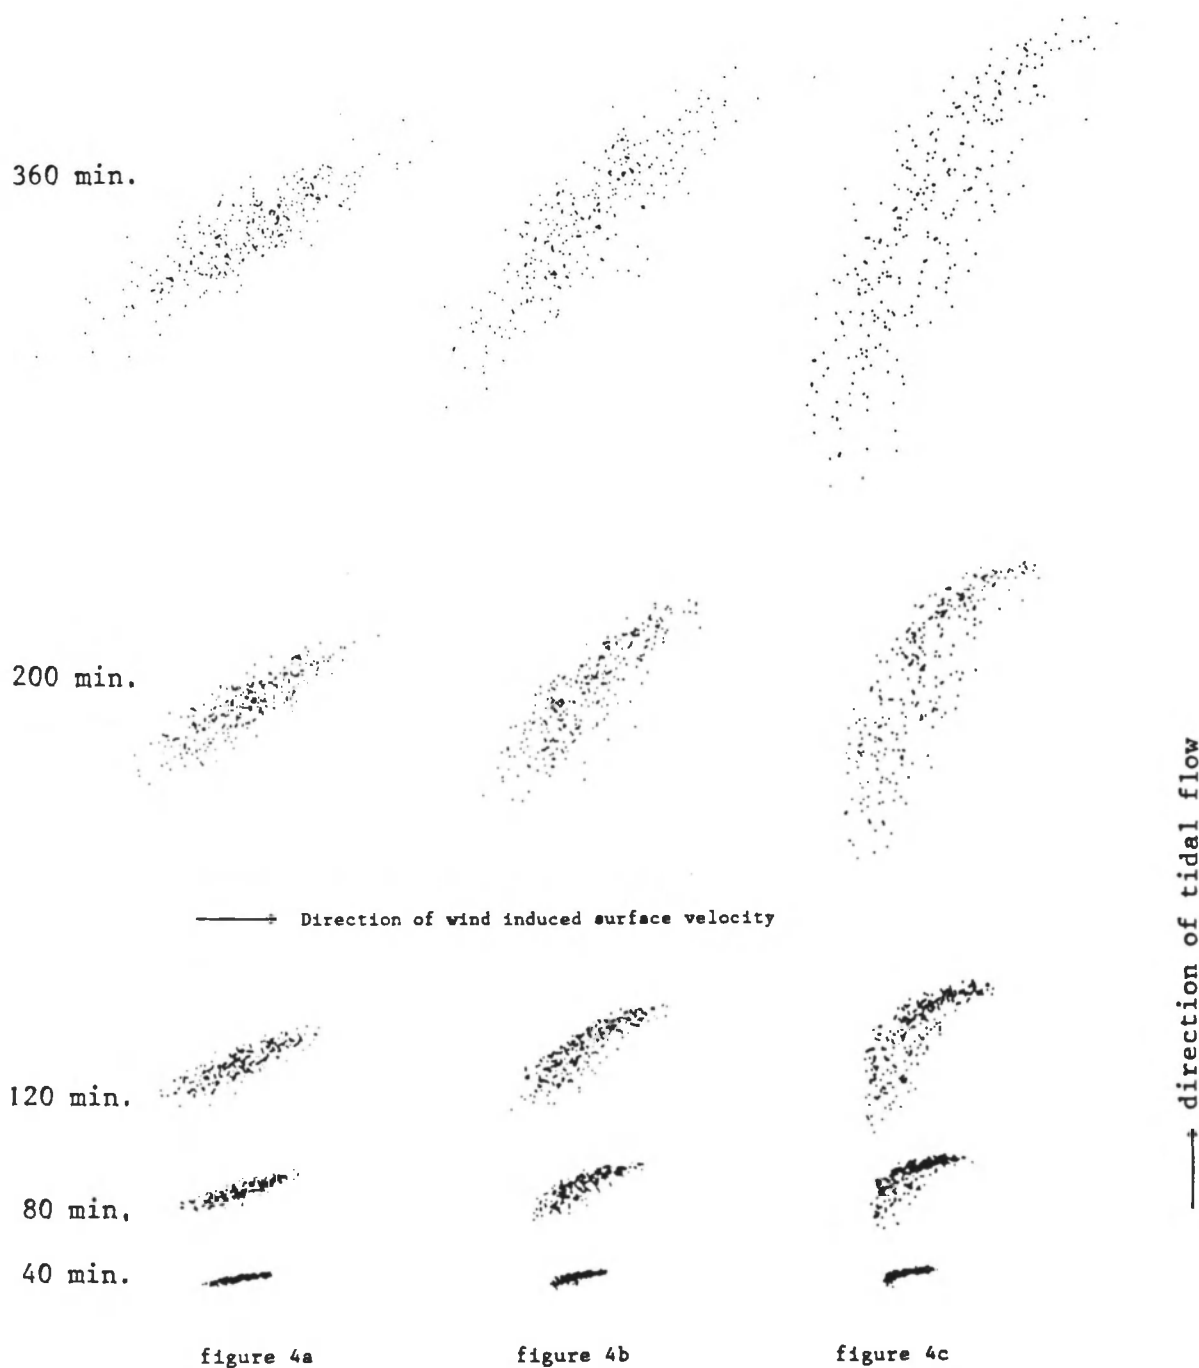 360 min.
200 min.
Direction of wind induced surface velocity
direction of tidal flow
120 min.
80 min.
40 min.
figure 4a
figure 4b
figure 4c